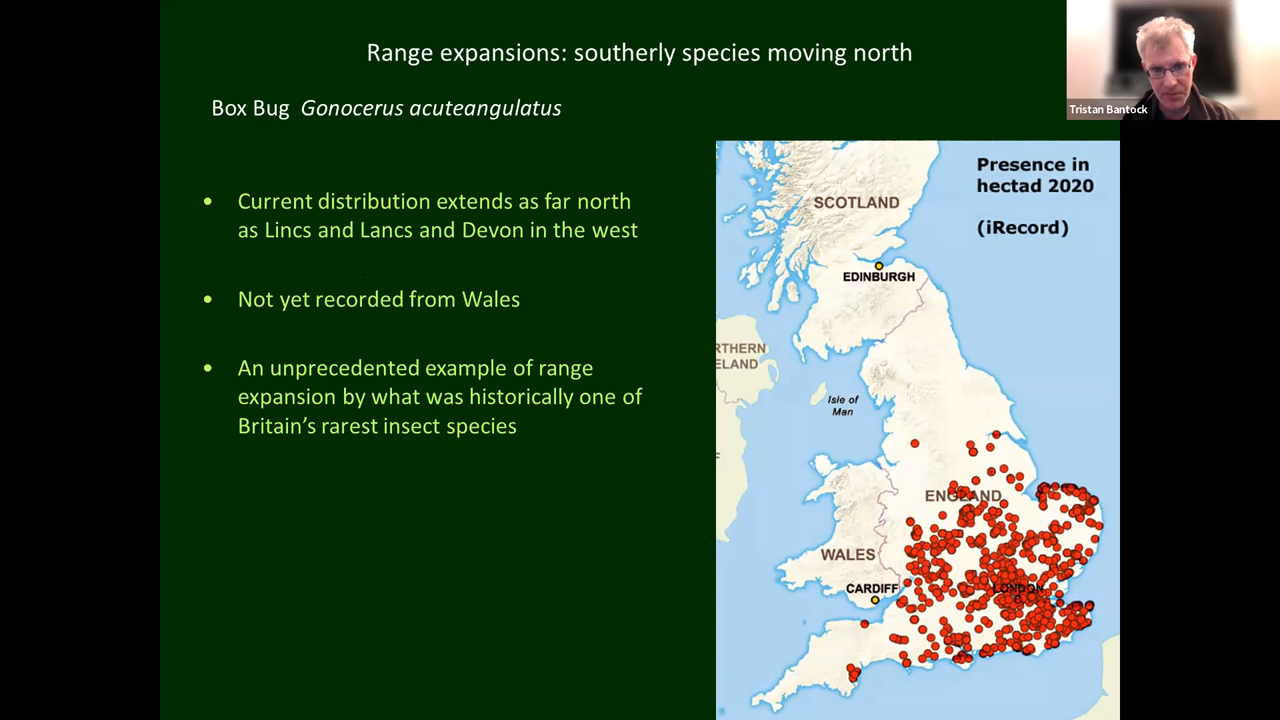 Range expansions: southerly species moving north
Tristan Bantock
Box Bug Gonocerus acuteangulatus
• Current distribution extends as far north
as Lincs and Lancs and Devon in the west
• Not yet recorded from Wales
• An unprecedented example of range
expansion by what was historically one of
Britain's rarest insect species
Presence in
hectad 2020
(iRecord)
SCOTLAND
EDINBURGH
RTHERN
ELAND
Isle of
Man
ENGLAND
WALES
CARDIFF
LONDON